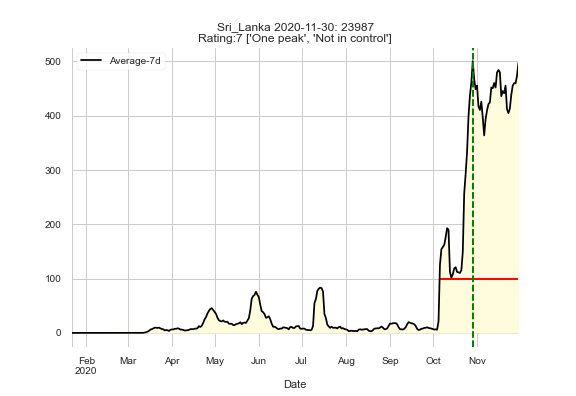 Sri_Lanka 2020-11-30: 23987
Rating:7 ['One peak', 'Not in control']
Average-7d
500
400
300
200
100
0
Feb Mar Apr May Jun Jul Aug Sep Oct Nov
2020
Date